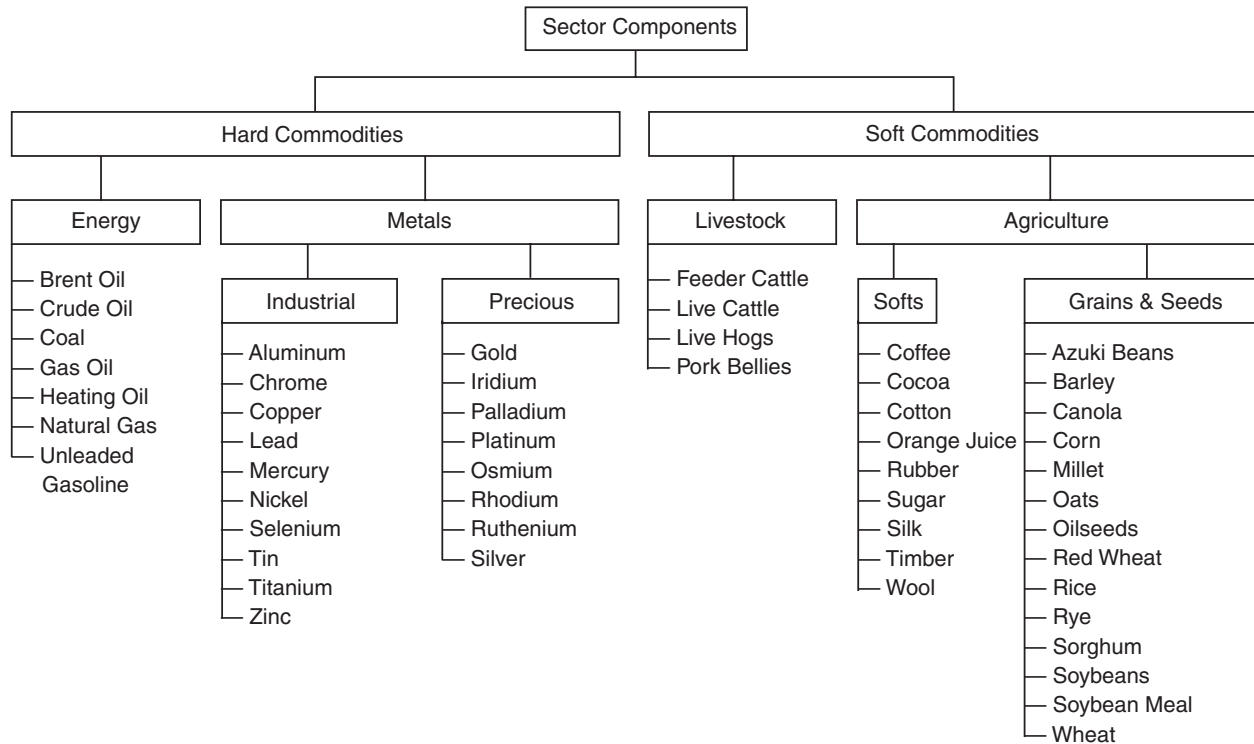 Sector Components
Hard Commodities
Soft Commodities
Energy
Metals
Livestock
Agriculture
Brent Oil
Crude Oil
Coal
Gas Oil
Heating Oil
Natural Gas
Unleaded
Gasoline
Industrial
Aluminum
Chrome
Copper
Lead
Mercury
Nickel
Selenium
Tin
Titanium
Zinc
Precious
Gold
Iridium
Palladium
Platinum
Osmium
Rhodium
Ruthenium
Silver
Feeder Cattle
Live Cattle
Live Hogs
Pork Bellies
Softs
Coffee
Cocoa
Cotton
Orange Juice
Rubber
Sugar
Silk
Timber
Wool
Grains & Seeds
Azuki Beans
Barley
Canola
Corn
Millet
Oats
Oilseeds
Red Wheat
Rice
Rye
Sorghum
Soybeans
Soybean Meal
Wheat